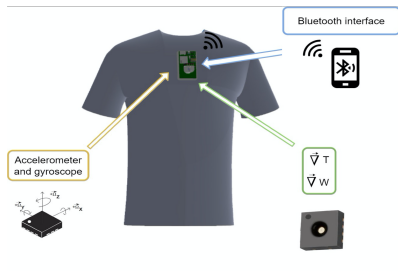 Bluetooth interface
Accelerometer
and gyroscope
∇⃗ T
∇⃗ W
+Ω z
+Ω y
+Ω x